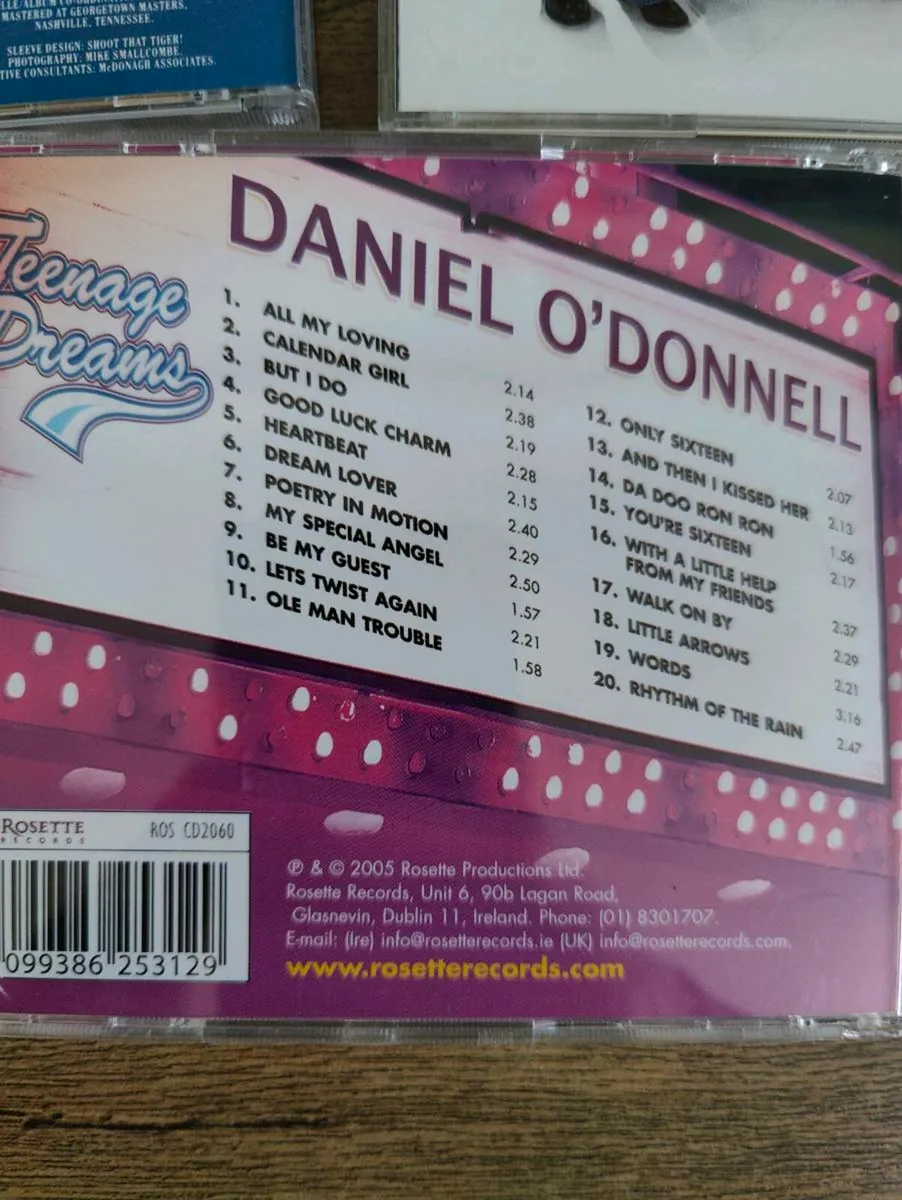 MASTERED AT GEORGETOWN MASTERS,
NASHVILLE, TENNESSEE.
SLEEVE DESIGN: SHOOT THAT TIGER!
PHOTOGRAPHY: MIKE SMALLCOMBE.
CONSULTANTS: McDONAGH ASSOCIATES.
Teenage
Dreams
DANIEL O'DONNELL
1. ALL MY LOVING 2.14
2. CALENDAR GIRL 2.38
3. BUT I DO 2.19
4. GOOD LUCK CHARM 2.28
5. HEARTBEAT 2.15
6. DREAM LOVER 2.40
7. POETRY IN MOTION 2.29
8. MY SPECIAL ANGEL 2.50
9. BE MY GUEST 1.57
10. LETS TWIST AGAIN 2.21
11. OLE MAN TROUBLE 1.58
12. ONLY SIXTEEN 2.07
13. AND THEN I KISSED HER 2.13
14. DA DOO RON RON 1.56
15. YOU'RE SIXTEEN 2.17
16. WITH A LITTLE HELP
FROM MY FRIENDS 2.37
17. WALK ON BY 2.29
18. LITTLE ARROWS 2.21
19. WORDS 3.16
20. RHYTHM OF THE RAIN 2.47
ROSETTE ROS CD2060
RECORDS
099386 253129
℗ & © 2005 Rosette Productions Ltd.
Rosette Records, Unit 6, 90b Lagan Road,
Glasnevin, Dublin 11, Ireland. Phone: (01) 8301707.
E-mail: (Ire) info@rosetterecords.ie (UK) info@rosetterecords.com.
www.rosetterecords.com